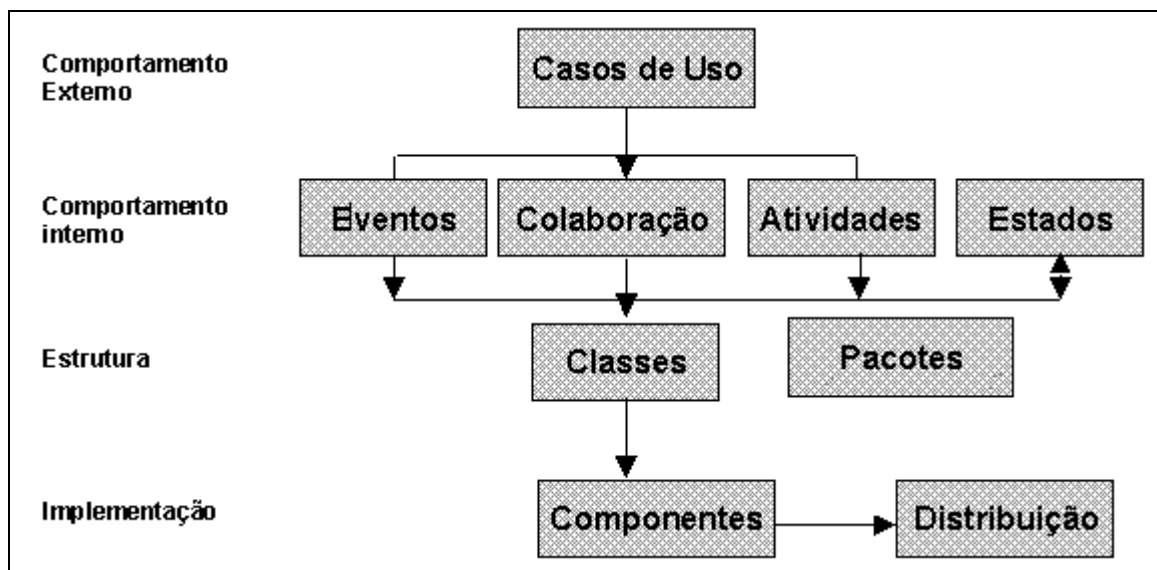 Comportamento
Externo
Casos de Uso
Comportamento
interno
Eventos
Colaboração
Atividades
Estados
Estrutura
Classes
Pacotes
Implementação
Componentes
Distribuição